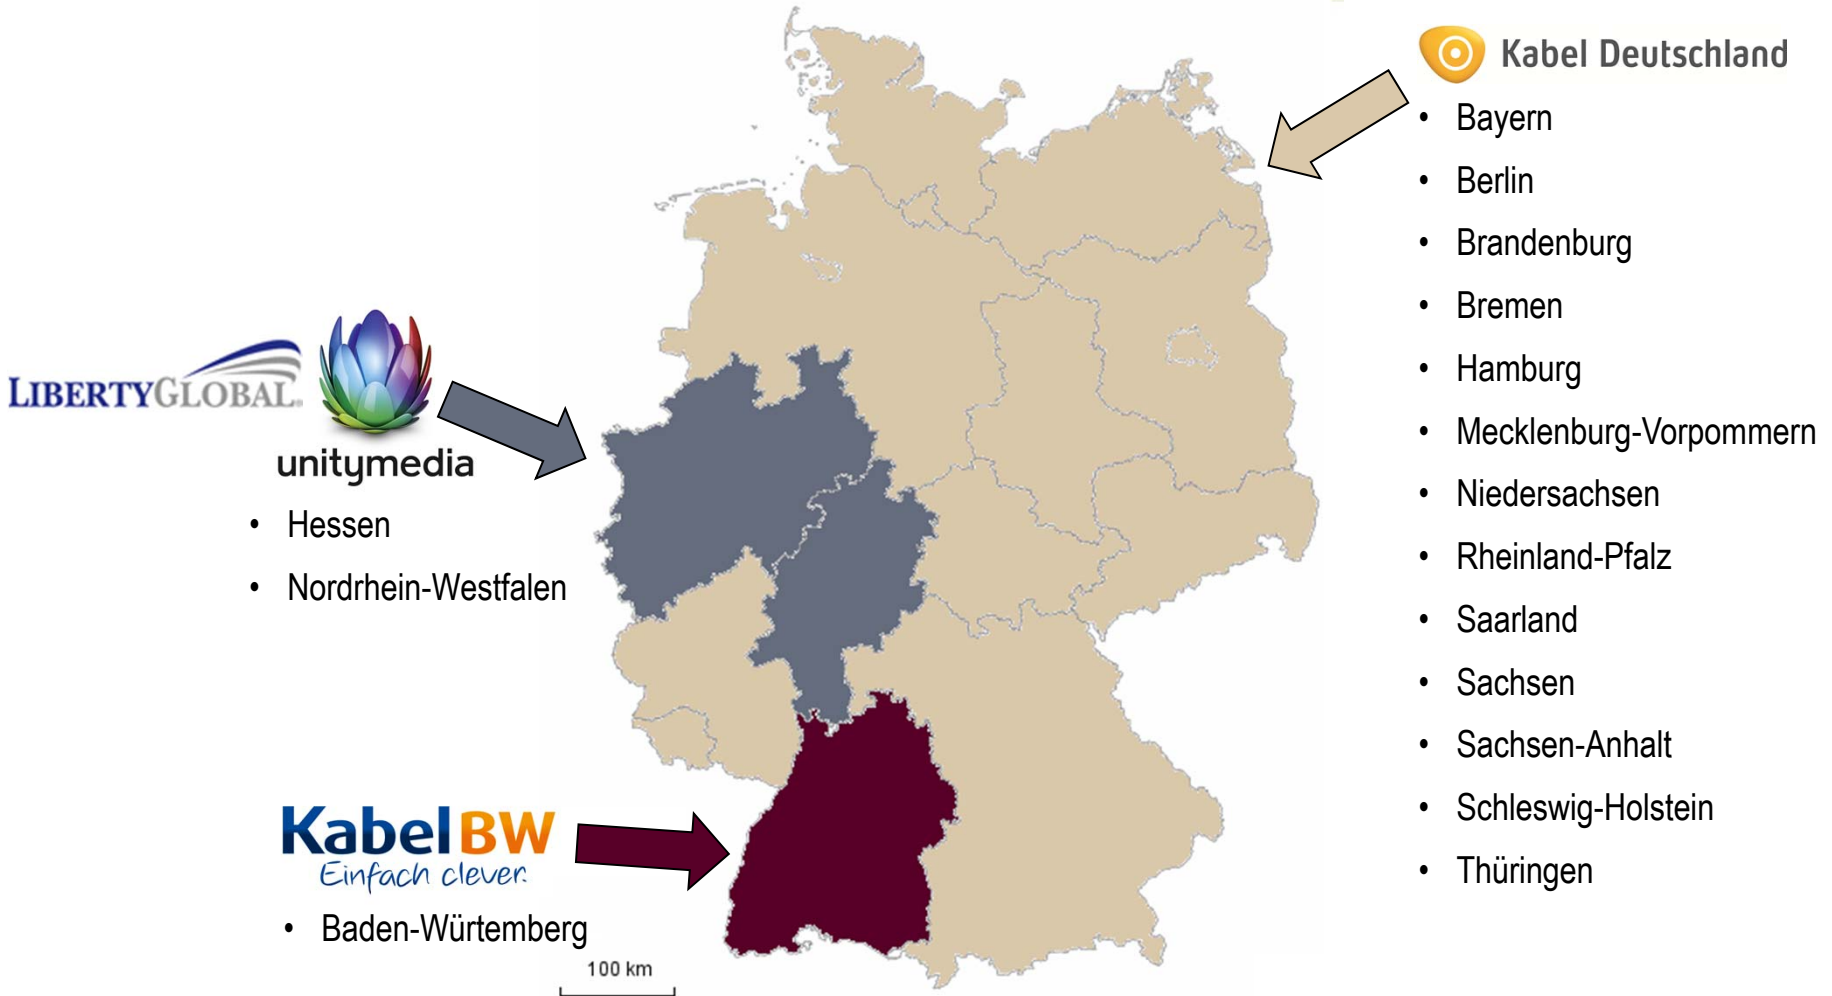 Kabel Deutschland
• Bayern
• Berlin
• Brandenburg
• Bremen
• Hamburg
• Mecklenburg-Vorpommern
• Niedersachsen
• Rheinland-Pfalz
• Saarland
• Sachsen
• Sachsen-Anhalt
• Schleswig-Holstein
• Thüringen
LIBERTYGLOBAL®
unitymedia
• Hessen
• Nordrhein-Westfalen
KabelBW
Einfach clever.
• Baden-Würtemberg
100 km